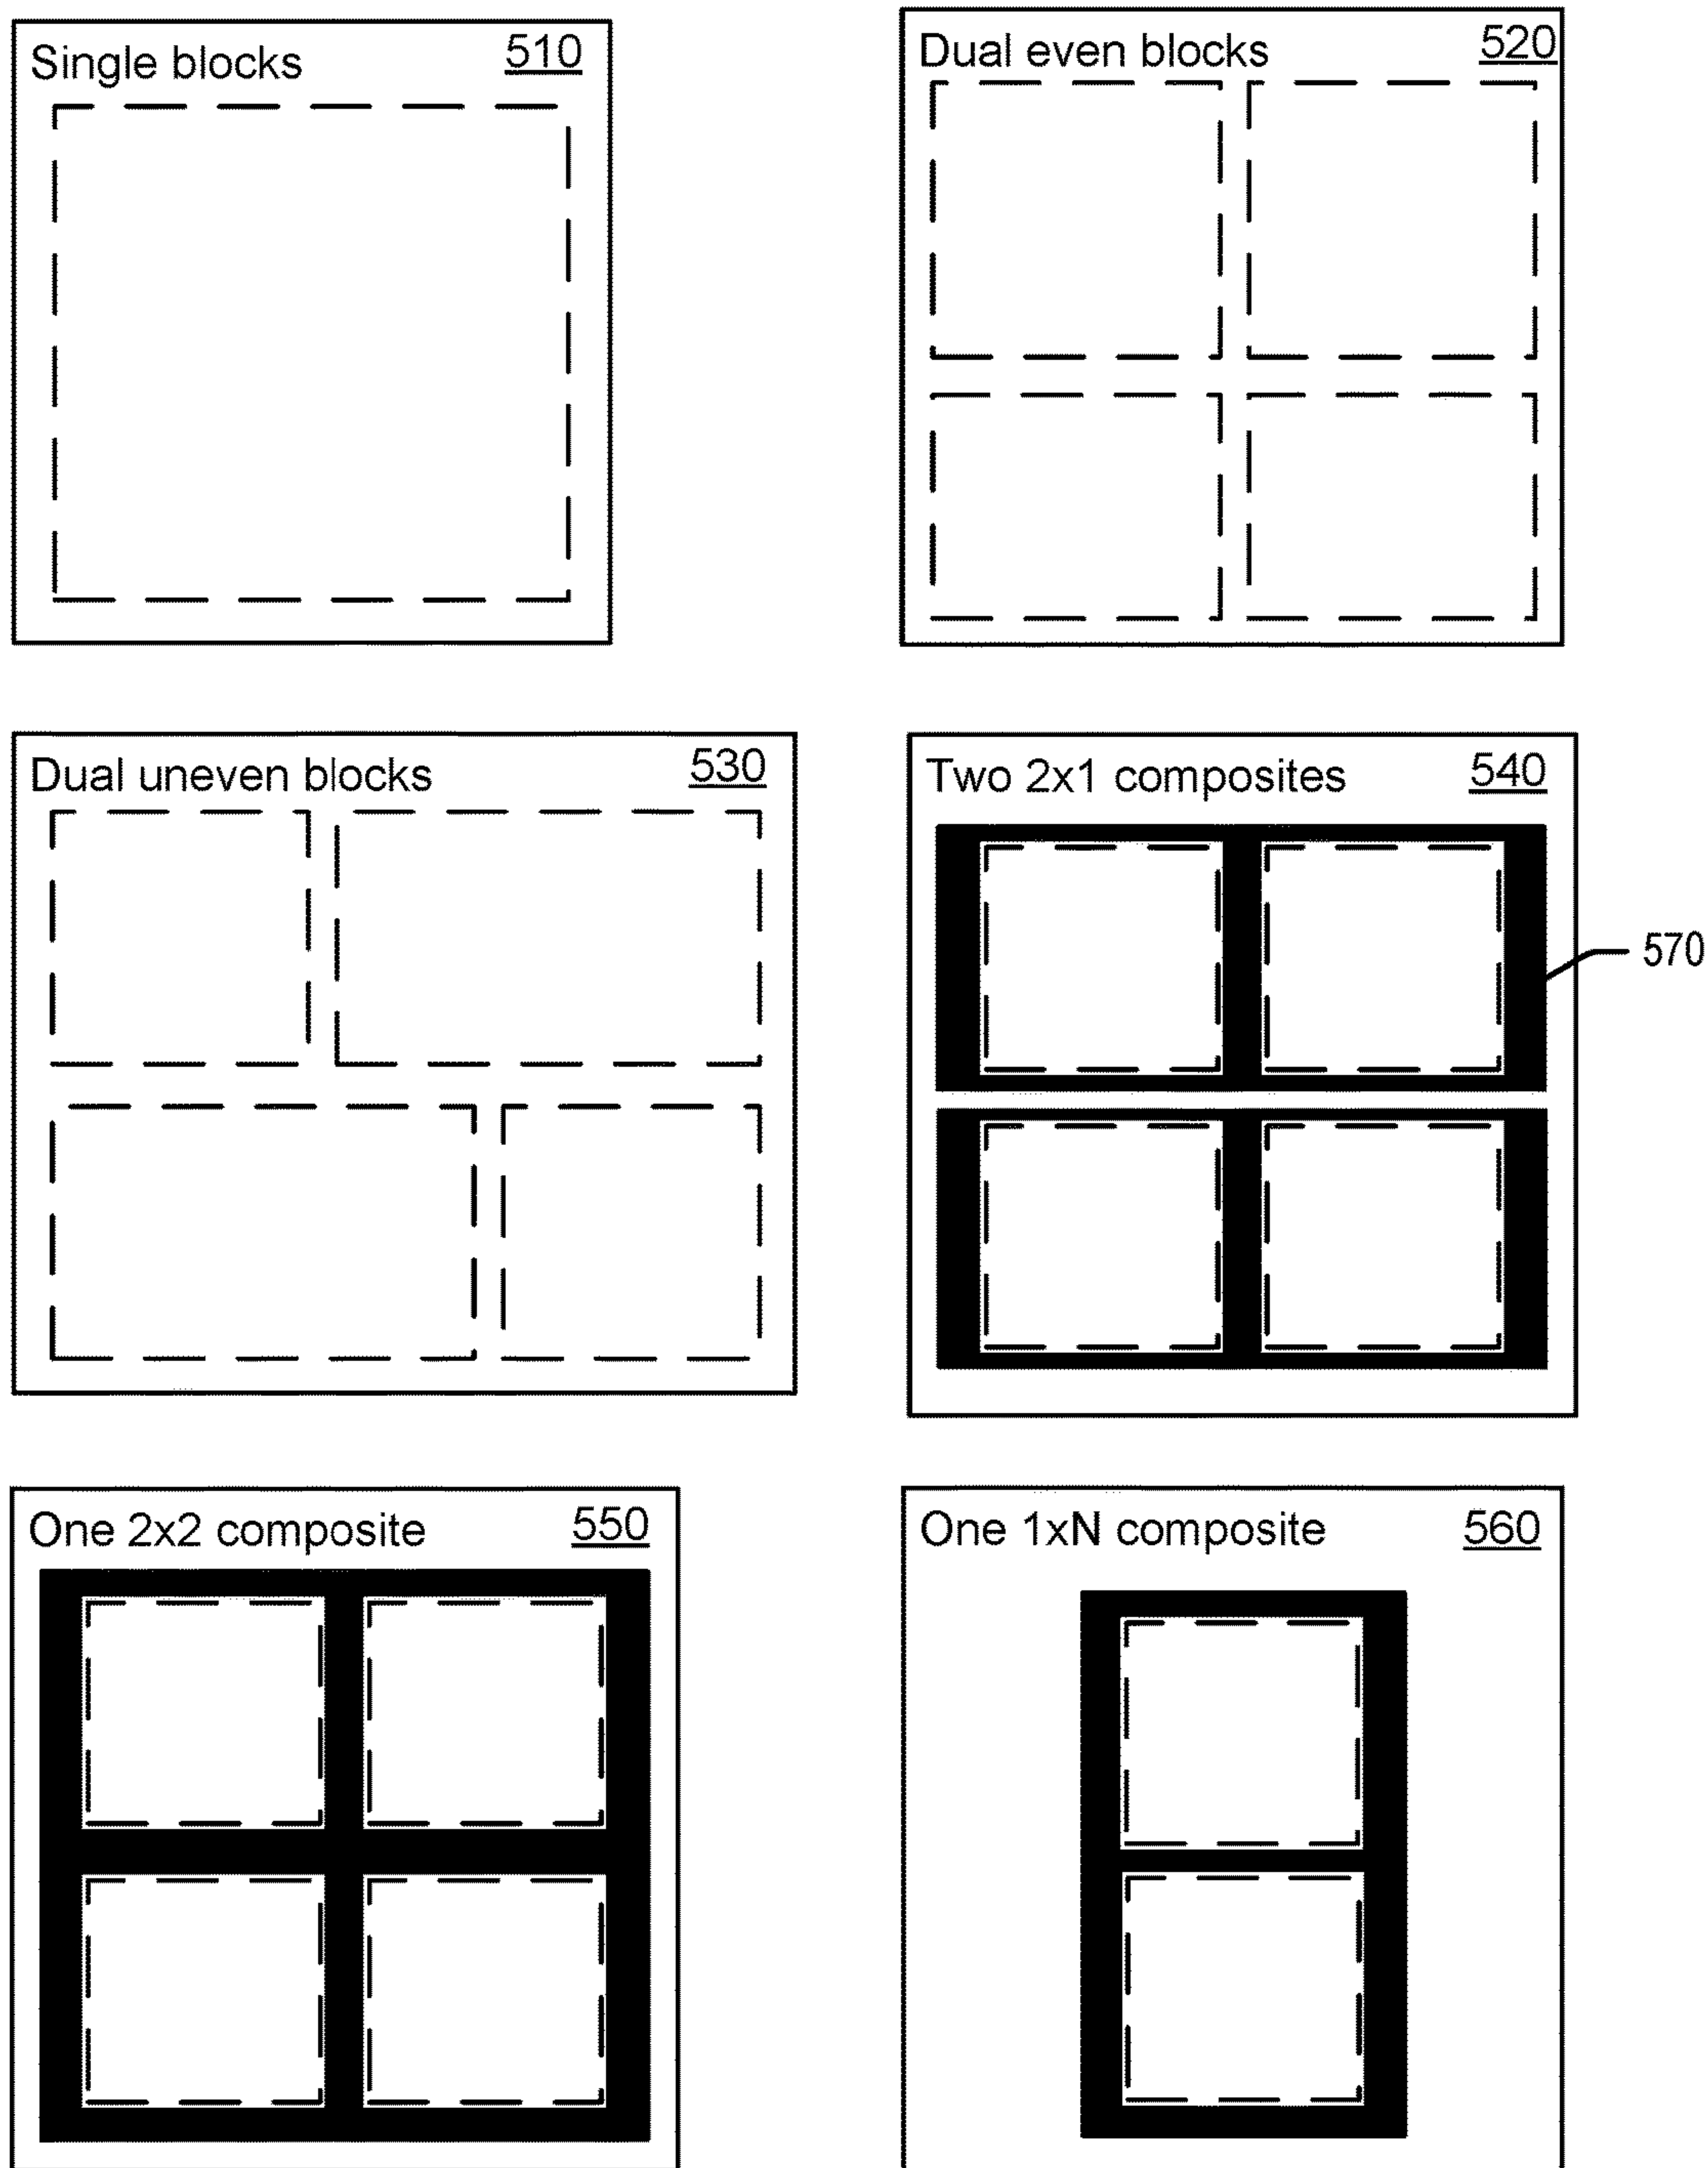 Single blocks 510
Dual even blocks 520
Dual uneven blocks 530
Two 2x1 composites 540
570
One 2x2 composite 550
One 1xN composite 560